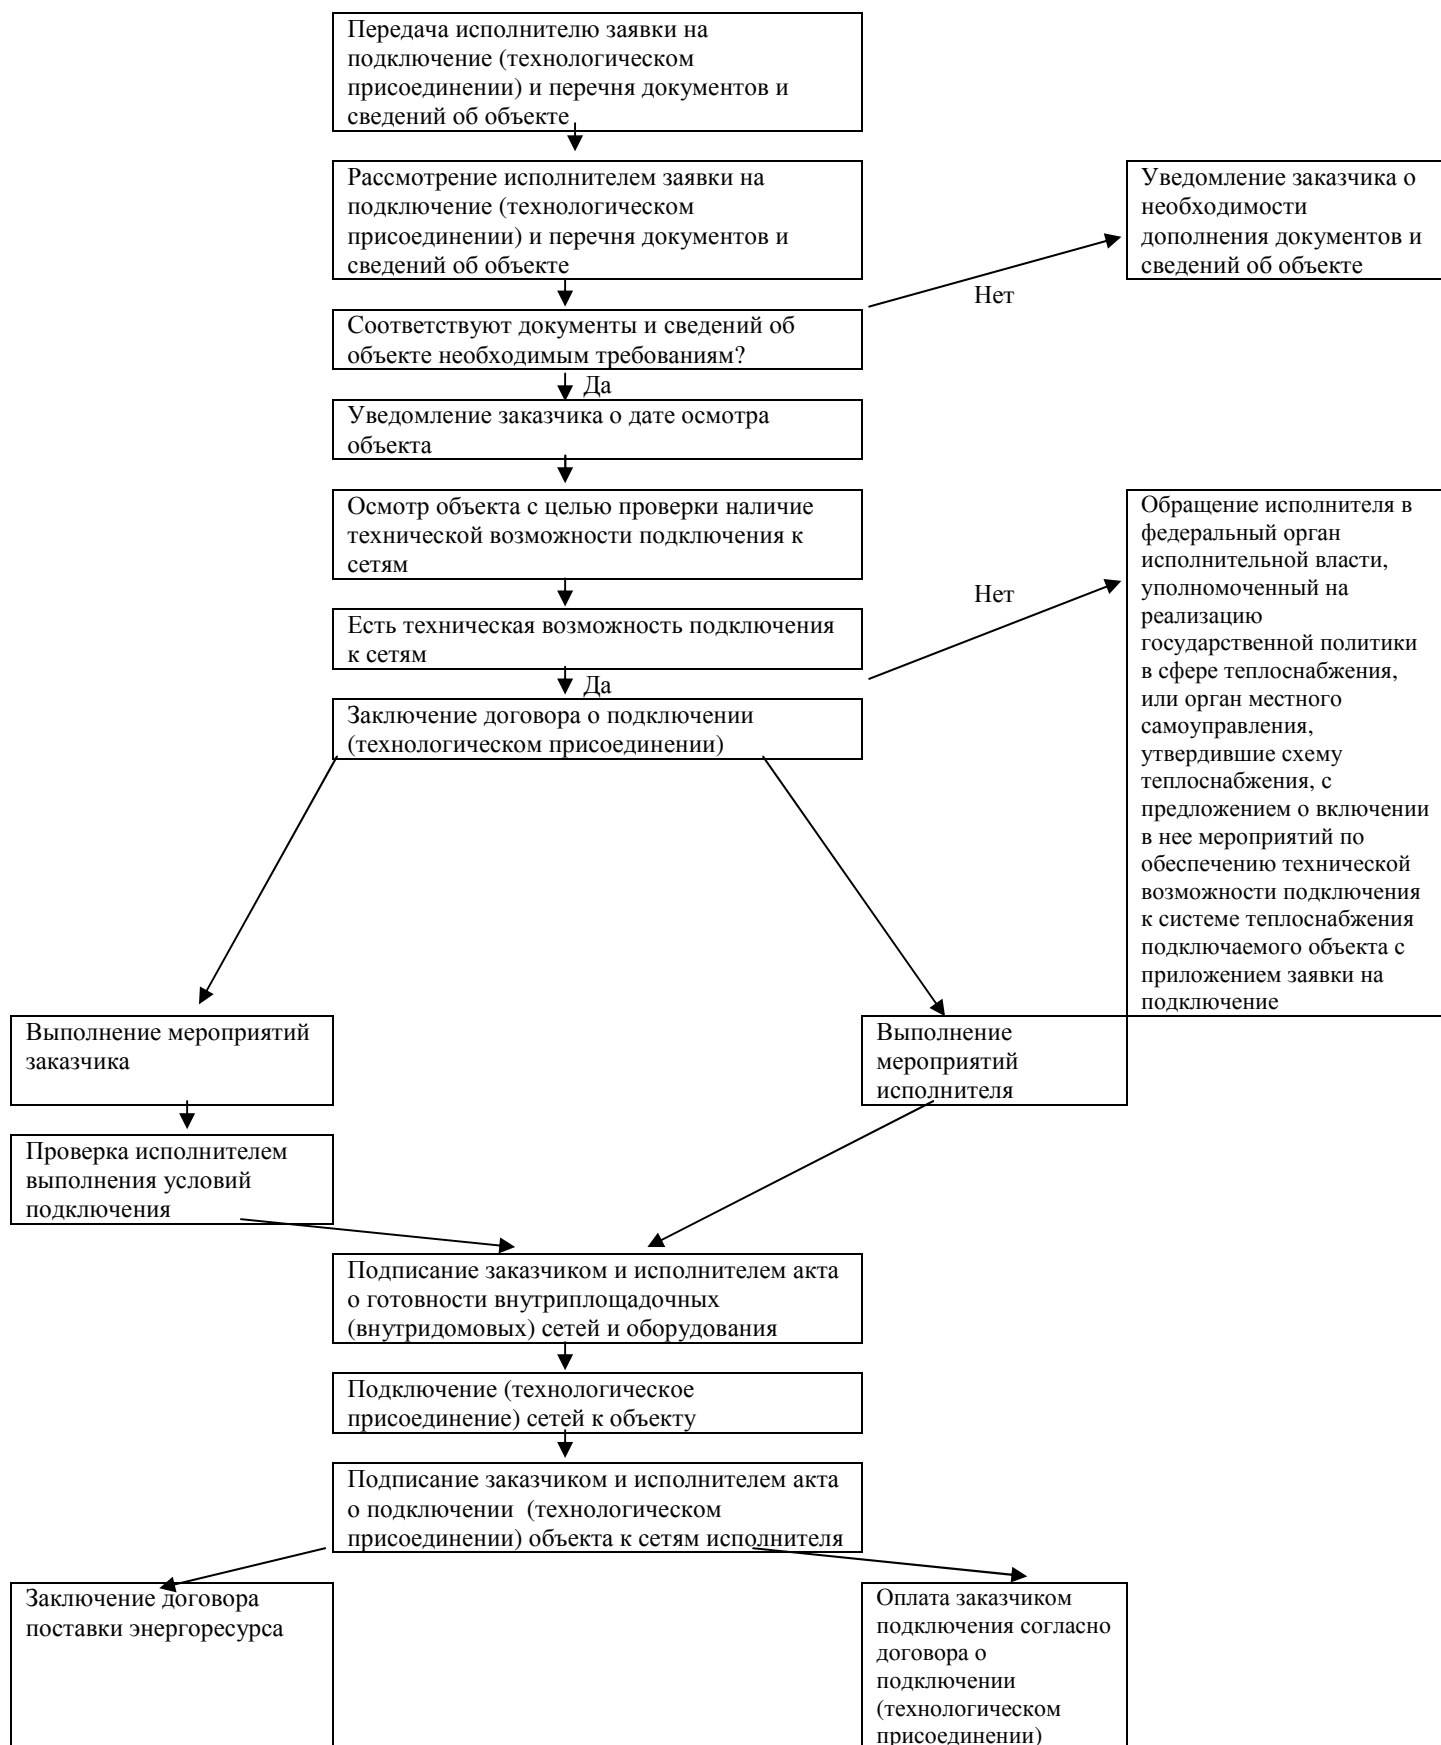 Передача исполнителю заявки на
подключение (технологическом
присоединении) и перечня документов и
сведений об объекте
Рассмотрение исполнителем заявки на
подключение (технологическом
присоединении) и перечня документов и
сведений об объекте
Уведомление заказчика о
необходимости
дополнения документов и
сведений об объекте
Нет
Соответствуют документы и сведений об
объекте необходимым требованиям?
Да
Уведомление заказчика о дате осмотра
объекта
Осмотр объекта с целью проверки наличие
технической возможности подключения к
сетям
Нет
Есть техническая возможность подключения
к сетям
Да
Обращение исполнителя в
федеральный орган
исполнительной власти,
уполномоченный на
реализацию
государственной политики
в сфере теплоснабжения,
или орган местного
самоуправления,
утвердившие схему
теплоснабжения, с
предложением о включении
в нее мероприятий по
обеспечению технической
возможности подключения
к системе теплоснабжения
подключаемого объекта с
приложением заявки на
подключение
Заключение договора о подключении
(технологическом присоединении)
Выполнение мероприятий
заказчика
Выполнение
мероприятий
исполнителя
Проверка исполнителем
выполнения условий
подключения
Подписание заказчиком и исполнителем акта
о готовности внутриплощадочных
(внутридомовых) сетей и оборудования
Подключение (технологическое
присоединение) сетей к объекту
Подписание заказчиком и исполнителем акта
о подключении  (технологическом
присоединении) объекта к сетям исполнителя
Заключение договора
поставки энергоресурса
Оплата заказчиком
подключения согласно
договора о
подключении
(технологическом
присоединении)